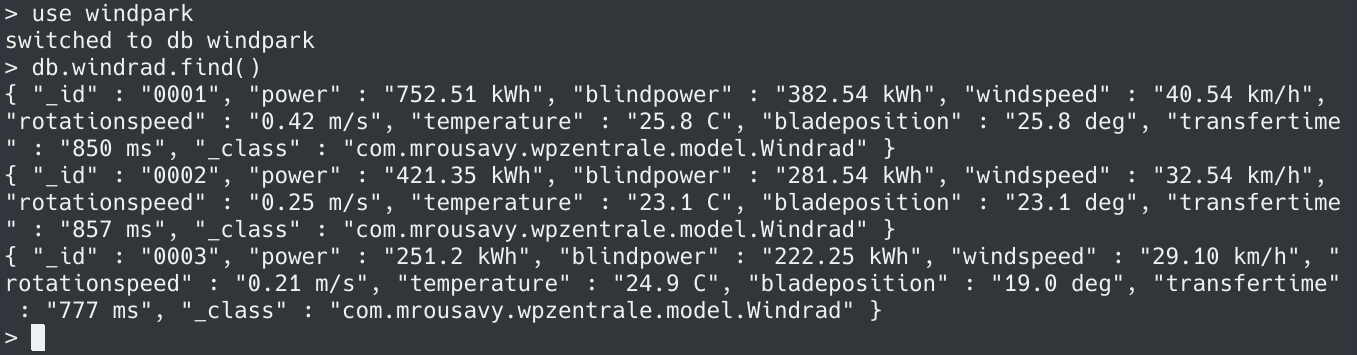 > use windpark
switched to db windpark
> db.windrad.find()
{ "_id" : "0001", "power" : "752.51 kWh", "blindpower" : "382.54 kWh", "windspeed" : "40.54 km/h",
"rotationspeed" : "0.42 m/s", "temperature" : "25.8 C", "bladeposition" : "25.8 deg", "transfertime
" : "850 ms", "_class" : "com.mrousavy.wpzentrale.model.Windrad" }
{ "_id" : "0002", "power" : "421.35 kWh", "blindpower" : "281.54 kWh", "windspeed" : "32.54 km/h",
"rotationspeed" : "0.25 m/s", "temperature" : "23.1 C", "bladeposition" : "23.1 deg", "transfertime
" : "857 ms", "_class" : "com.mrousavy.wpzentrale.model.Windrad" }
{ "_id" : "0003", "power" : "251.2 kWh", "blindpower" : "222.25 kWh", "windspeed" : "29.10 km/h", "
rotationspeed" : "0.21 m/s", "temperature" : "24.9 C", "bladeposition" : "19.0 deg", "transfertime"
 : "777 ms", "_class" : "com.mrousavy.wpzentrale.model.Windrad" }
>